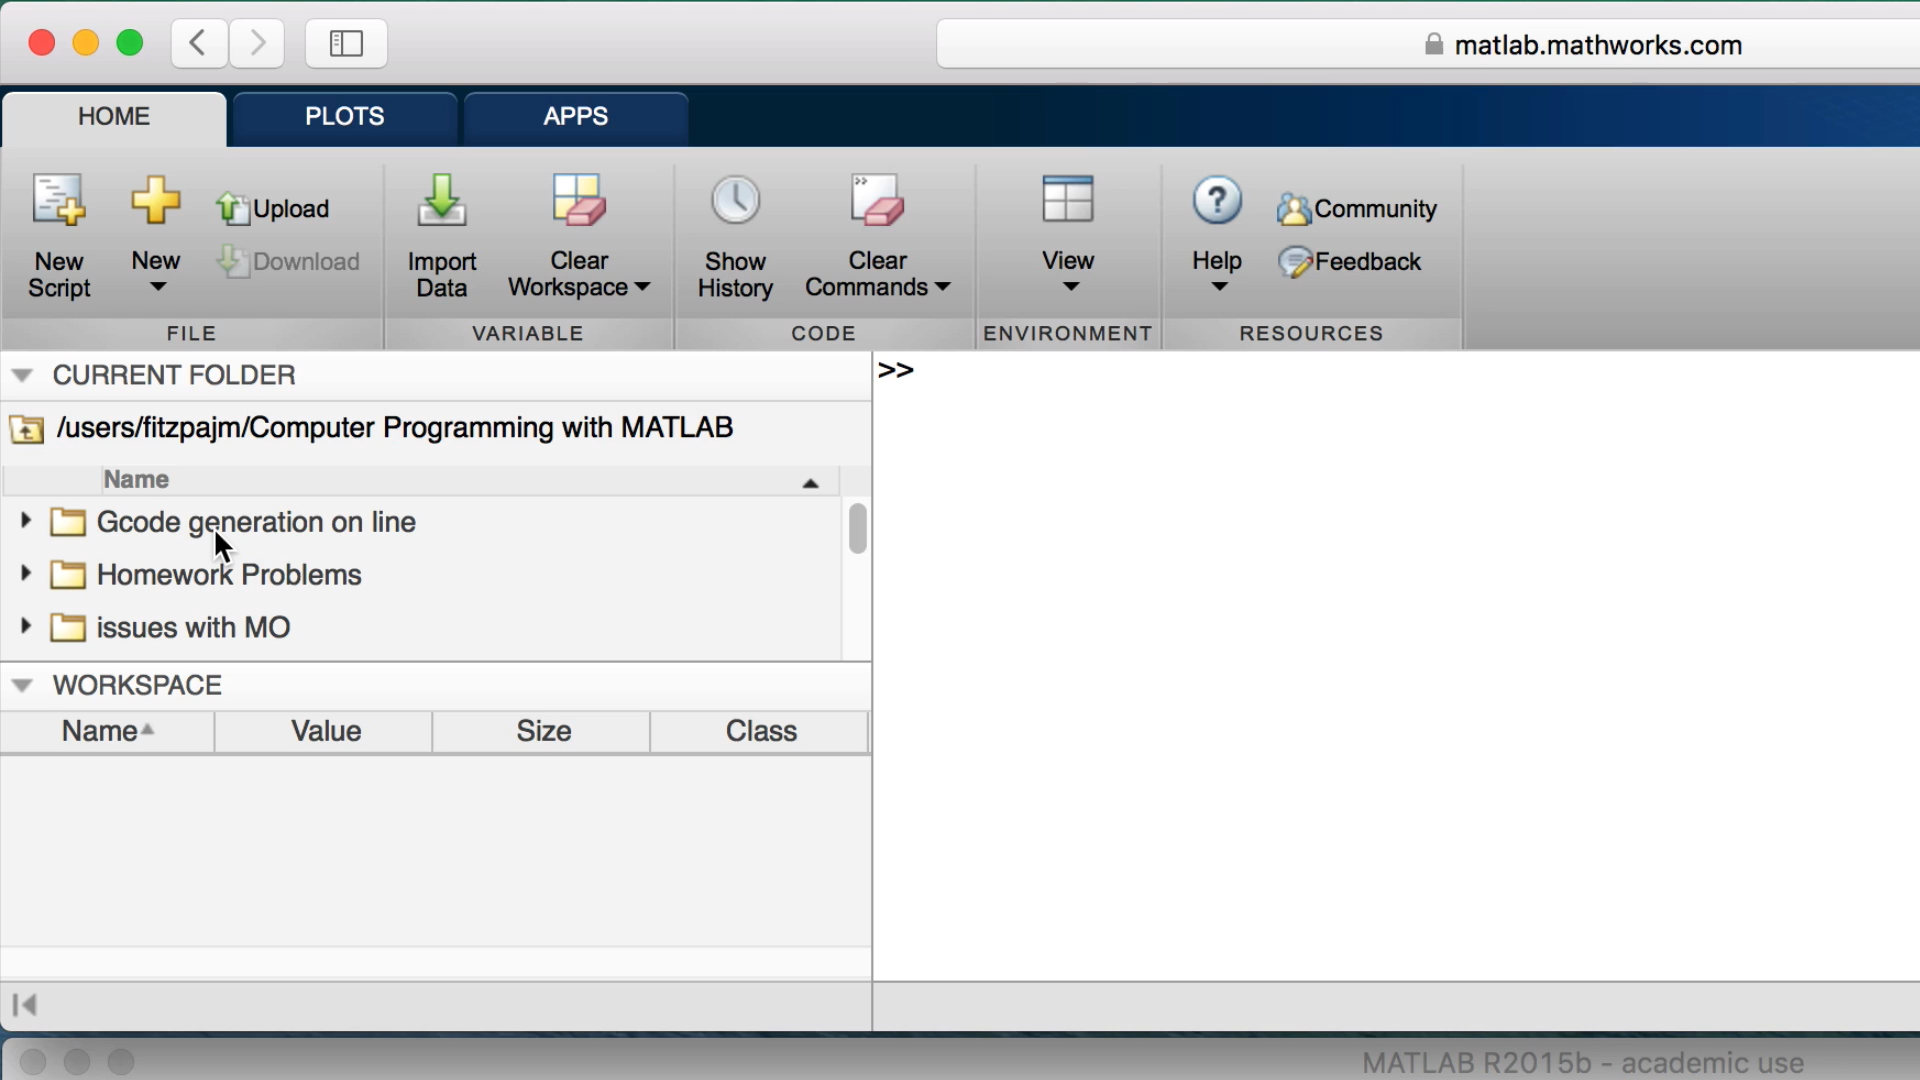 matlab.mathworks.com
HOME
PLOTS
APPS
New
Script
New
Upload
Download
FILE
Import
Data
Clear
Workspace
VARIABLE
Show
History
>>
Clear
Commands
CODE
View
ENVIRONMENT
?
Help
Community
Feedback
RESOURCES
CURRENT FOLDER
/users/fitzpajm/Computer Programming with MATLAB
Name
Gcode generation on line
Homework Problems
issues with MO
WORKSPACE
Name Value Size Class
>>
MATLAB R2015b - academic use